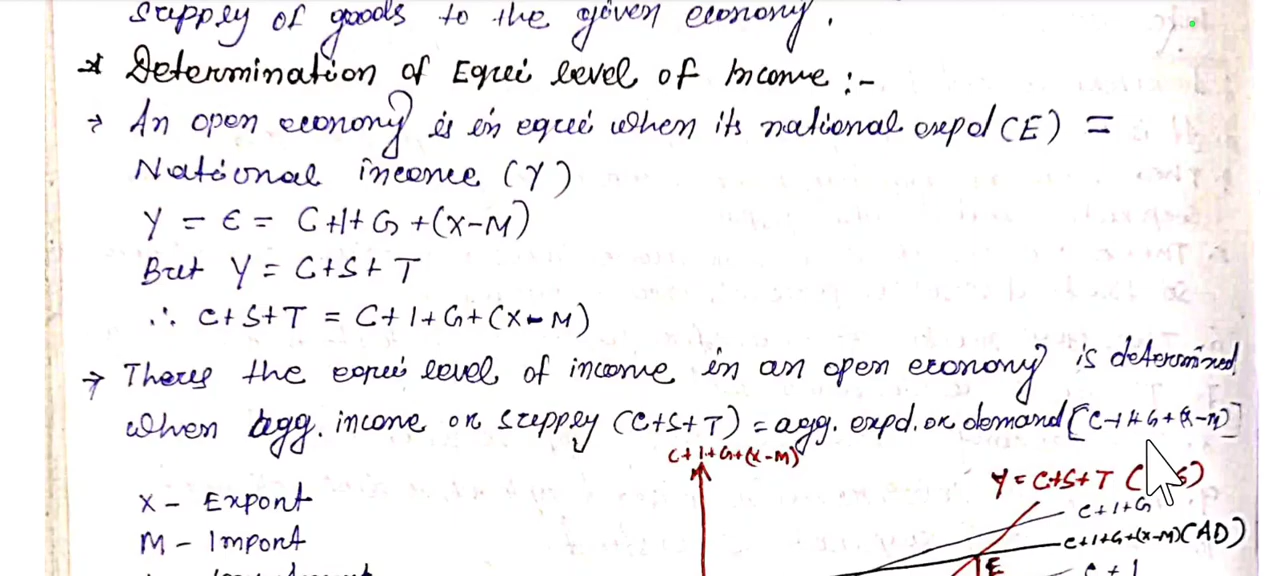 supply of goods to the given economy.
* Determination of Equi level of Income :-
→ An open economy is in equi when its national expd (E) =
National income (Y)
Y = E = C+I+G+(X-M)
But Y = C+S+T
∴ C+S+T = C+I+G+(X-M)
→ Thus the equi level of income in an open economy is determined
when agg. income or supply (C+S+T) = agg. expd. or demand [C+I+G+(X-M)]
C+I+G+(X-M)
Y = C+S+T (
C+I+G
C+I+G+(X-M) (AD)
E
C+I
X - Export
M - Import